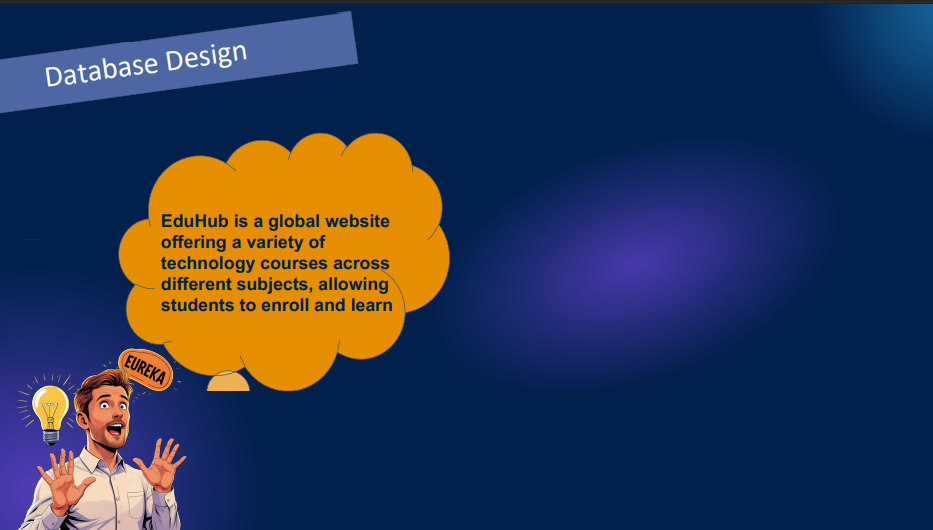 Database Design
EduHub is a global website
offering a variety of
technology courses across
different subjects, allowing
students to enroll and learn
EUREKA